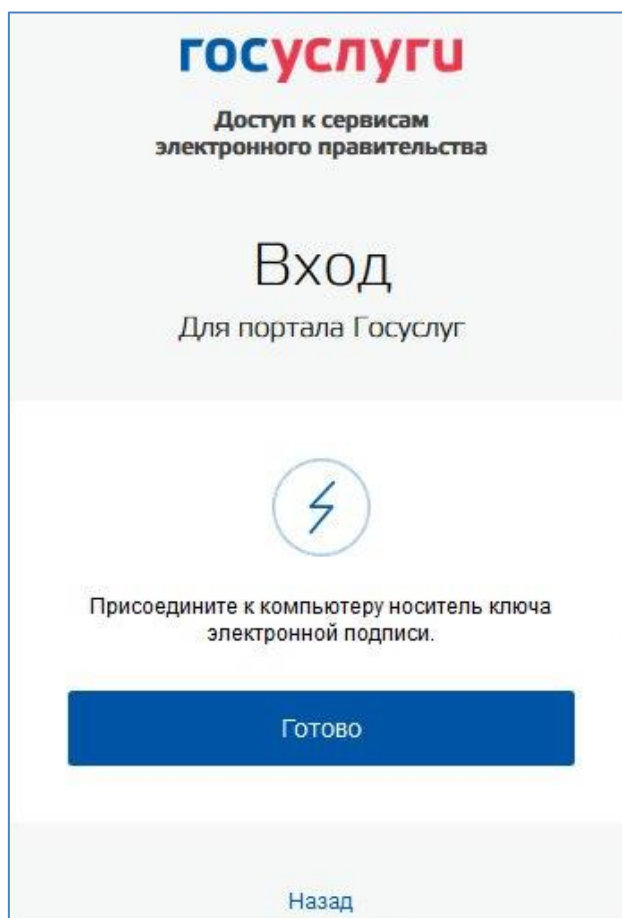 госуслуги
Доступ к сервисам
электронного правительства
Вход
Для портала Госуслуг
Присоедините к компьютеру носитель ключа
электронной подписи.
Готово
Назад